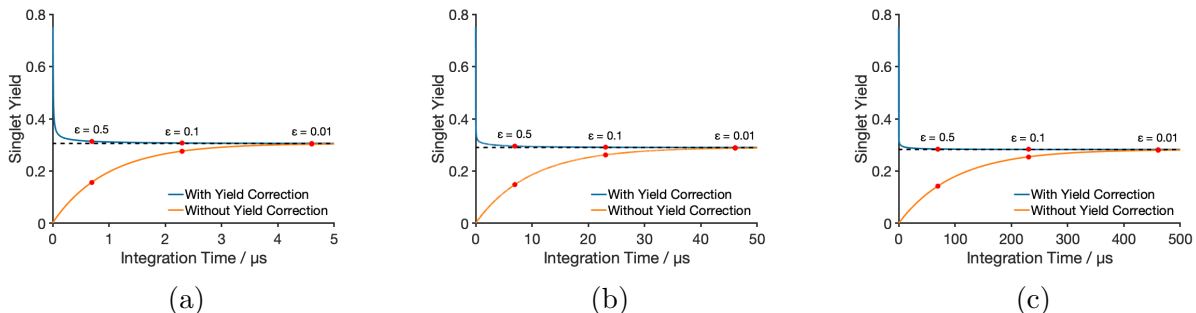 0.8
0.6
0.4
0.2
0
Singlet Yield
ε = 0.5
ε = 0.1
ε = 0.01
With Yield Correction
Without Yield Correction
0 1 2 3 4 5
Integration Time / μs
(a)
0.8
0.6
0.4
0.2
0
Singlet Yield
ε = 0.5
ε = 0.1
ε = 0.01
With Yield Correction
Without Yield Correction
0 10 20 30 40 50
Integration Time / μs
(b)
0.8
0.6
0.4
0.2
0
Singlet Yield
ε = 0.5
ε = 0.1
ε = 0.01
With Yield Correction
Without Yield Correction
0 100 200 300 400 500
Integration Time / μs
(c)